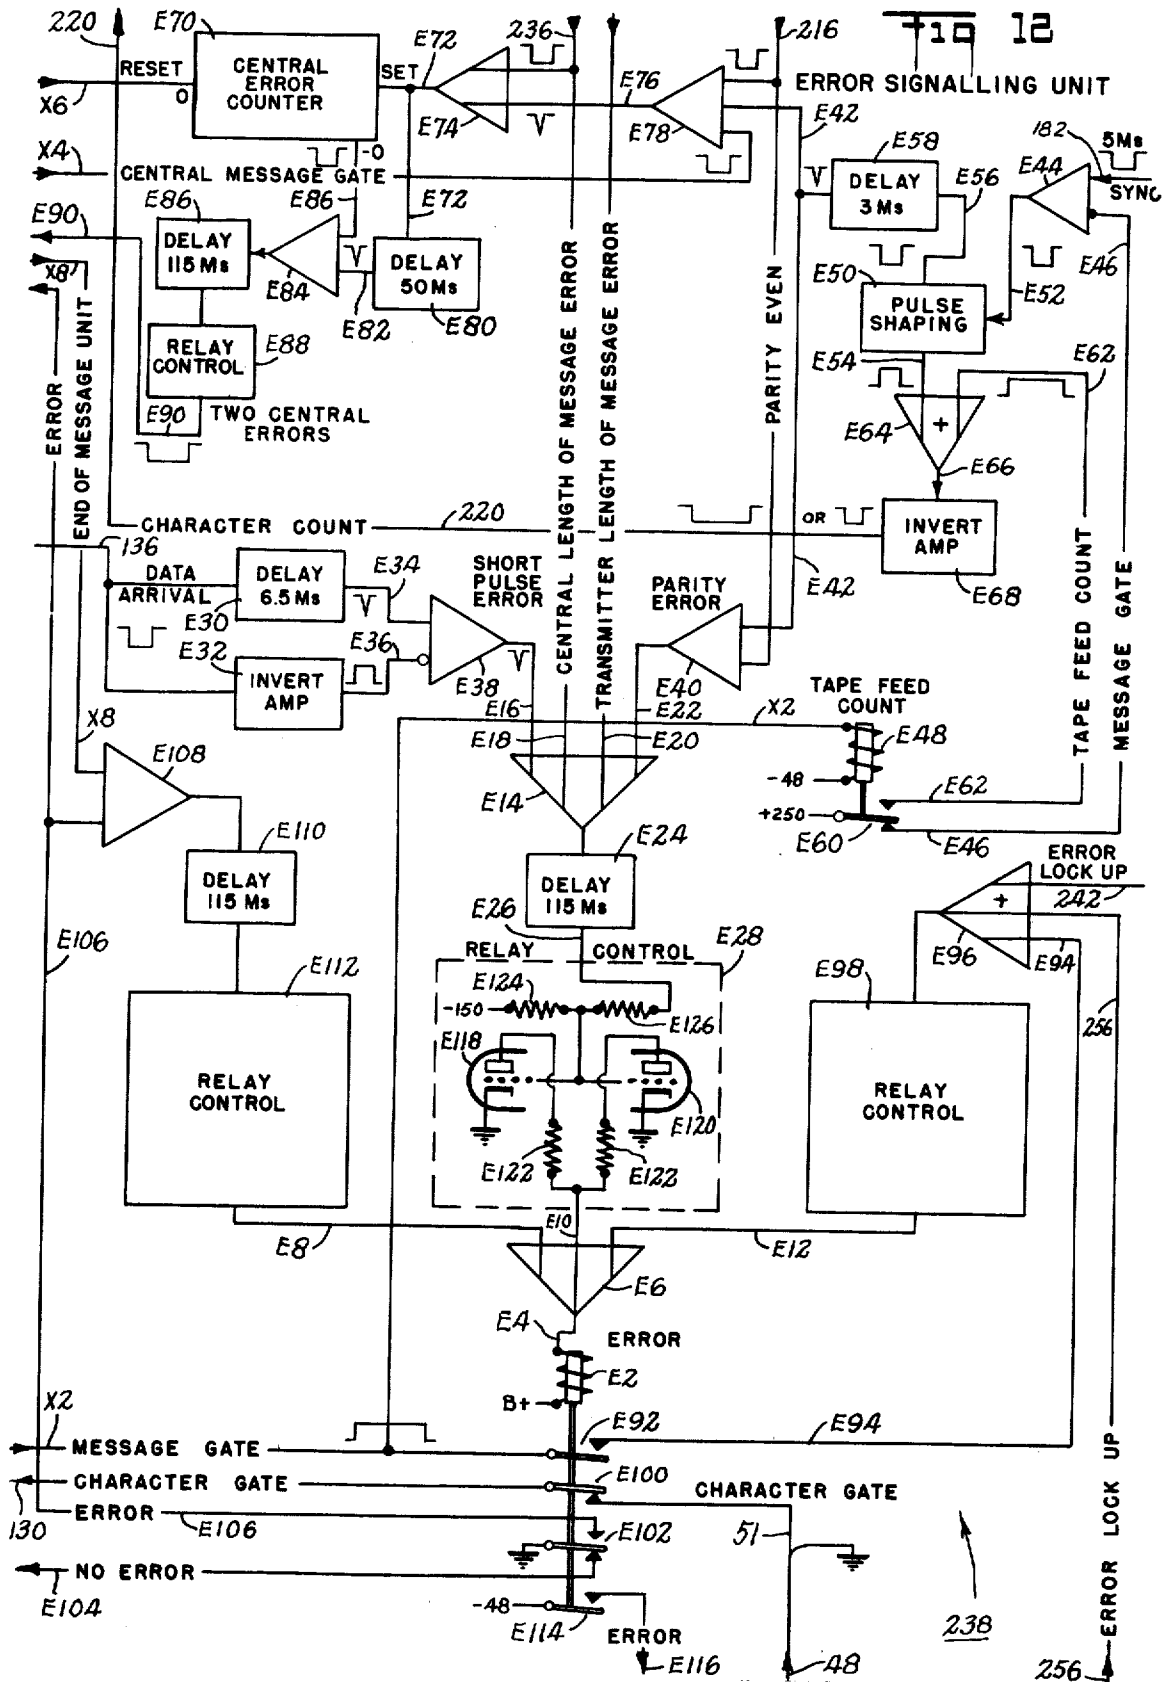 Fig 12
ERROR SIGNALLING UNIT
220
E70
236
216
E72
CENTRAL
ERROR
COUNTER
RESET
O
SET
X6
E74
E76
E78
E42
-O
X4
CENTRAL MESSAGE GATE
E86
E72
E58
DELAY
3 Ms
E56
182
5Ms
SYNC
E44
E46
E90
E86
DELAY
115 Ms
E84
E82
DELAY
50 Ms
E80
X8
E50
PULSE
SHAPING
E52
E54
E62
RELAY
CONTROL
E88
E90
TWO CENTRAL
ERRORS
ERROR
END OF MESSAGE UNIT
CENTRAL LENGTH OF MESSAGE ERROR
TRANSMITTER LENGTH OF MESSAGE ERROR
PARITY EVEN
E64
+
E66
CHARACTER COUNT
220
OR
INVERT
AMP
E68
TAPE FEED COUNT
MESSAGE GATE
136
DATA
ARRIVAL
DELAY
6.5 Ms
E30
E34
SHORT
PULSE
ERROR
PARITY
ERROR
E42
E32
INVERT
AMP
E36
E38
E40
E16
E22
E18
E20
X2
TAPE FEED
COUNT
E48
-48
+250
E60
E62
E46
X8
E108
E14
E110
DELAY
115 Ms
E24
DELAY
115 Ms
E26
ERROR
LOCK UP
242
+
E96
E94
E106
E112
RELAY
CONTROL
RELAY CONTROL
E28
E124
-150
E126
E118
E120
E122
E122
E98
RELAY
CONTROL
256
E8
E10
E12
E6
E4
ERROR
E2
B+
X2
MESSAGE GATE
E92
E94
CHARACTER GATE
E100
CHARACTER GATE
130
ERROR
E106
E102
51
NO ERROR
E104
-48
E114
ERROR
E116
48
238
ERROR LOCK UP
256